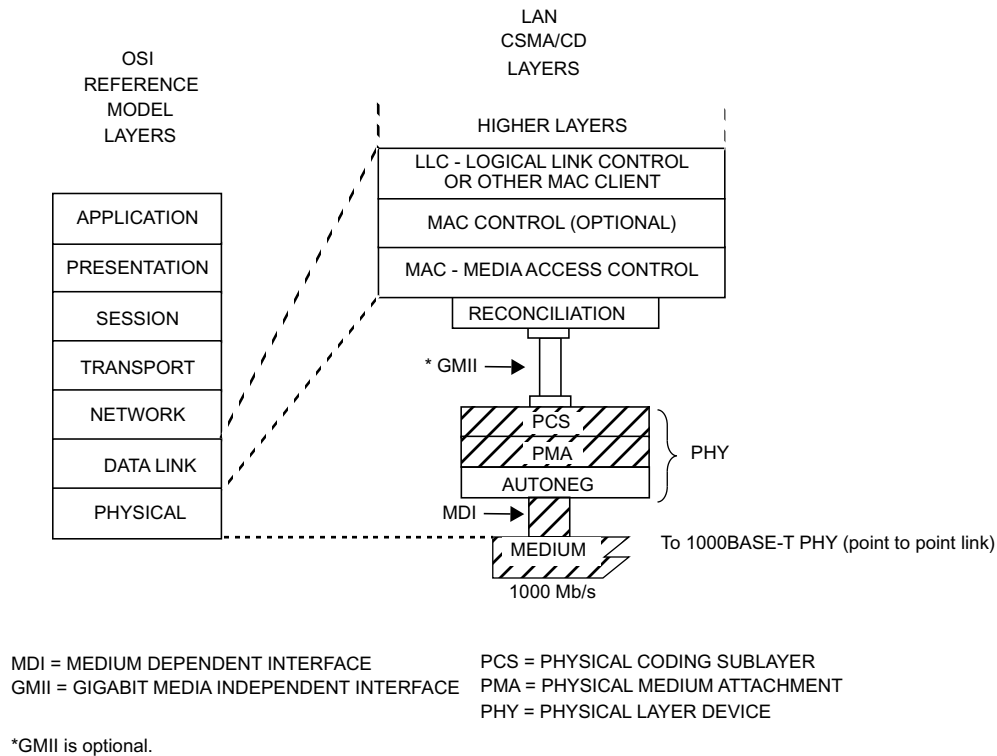 OSI
REFERENCE
MODEL
LAYERS
APPLICATION
PRESENTATION
SESSION
TRANSPORT
NETWORK
DATA LINK
PHYSICAL
LAN
CSMA/CD
LAYERS
HIGHER LAYERS
LLC - LOGICAL LINK CONTROL
OR OTHER MAC CLIENT
MAC CONTROL (OPTIONAL)
MAC - MEDIA ACCESS CONTROL
RECONCILIATION
* GMII
PCS
PMA
AUTONEG
PHY
MDI
MEDIUM
To 1000BASE-T PHY (point to point link)
1000 Mb/s
MDI = MEDIUM DEPENDENT INTERFACE
GMII = GIGABIT MEDIA INDEPENDENT INTERFACE
PCS = PHYSICAL CODING SUBLAYER
PMA = PHYSICAL MEDIUM ATTACHMENT
PHY = PHYSICAL LAYER DEVICE
*GMII is optional.